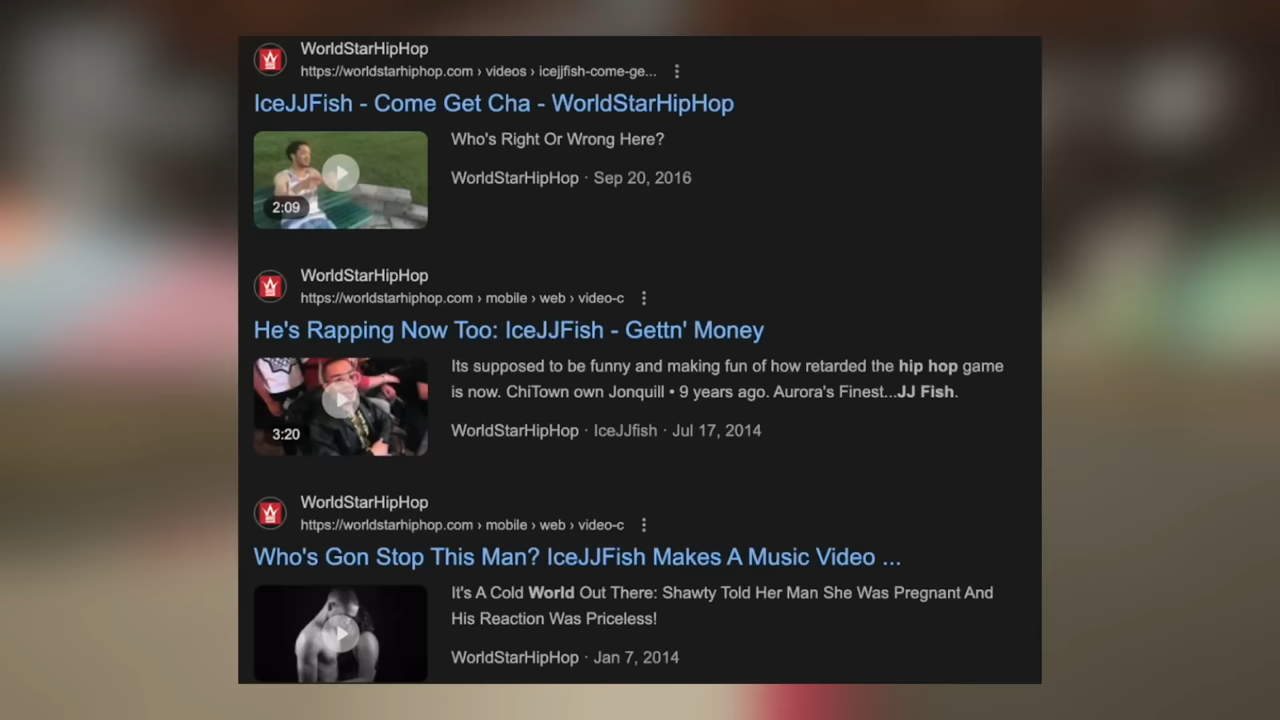 WorldStarHipHop
https://worldstarhiphop.com › videos › icejjfish-come-ge...
IceJJFish - Come Get Cha - WorldStarHipHop
Who's Right Or Wrong Here?
WorldStarHipHop · Sep 20, 2016
2:09
WorldStarHipHop
https://worldstarhiphop.com › mobile › web › video-c
He's Rapping Now Too: IceJJFish - Gettn' Money
Its supposed to be funny and making fun of how retarded the hip hop game
is now. ChiTown own Jonquill • 9 years ago. Aurora's Finest...JJ Fish.
WorldStarHipHop · IceJJfish · Jul 17, 2014
3:20
WorldStarHipHop
https://worldstarhiphop.com › mobile › web › video-c
Who's Gon Stop This Man? IceJJFish Makes A Music Video ...
It's A Cold World Out There: Shawty Told Her Man She Was Pregnant And
His Reaction Was Priceless!
WorldStarHipHop · Jan 7, 2014